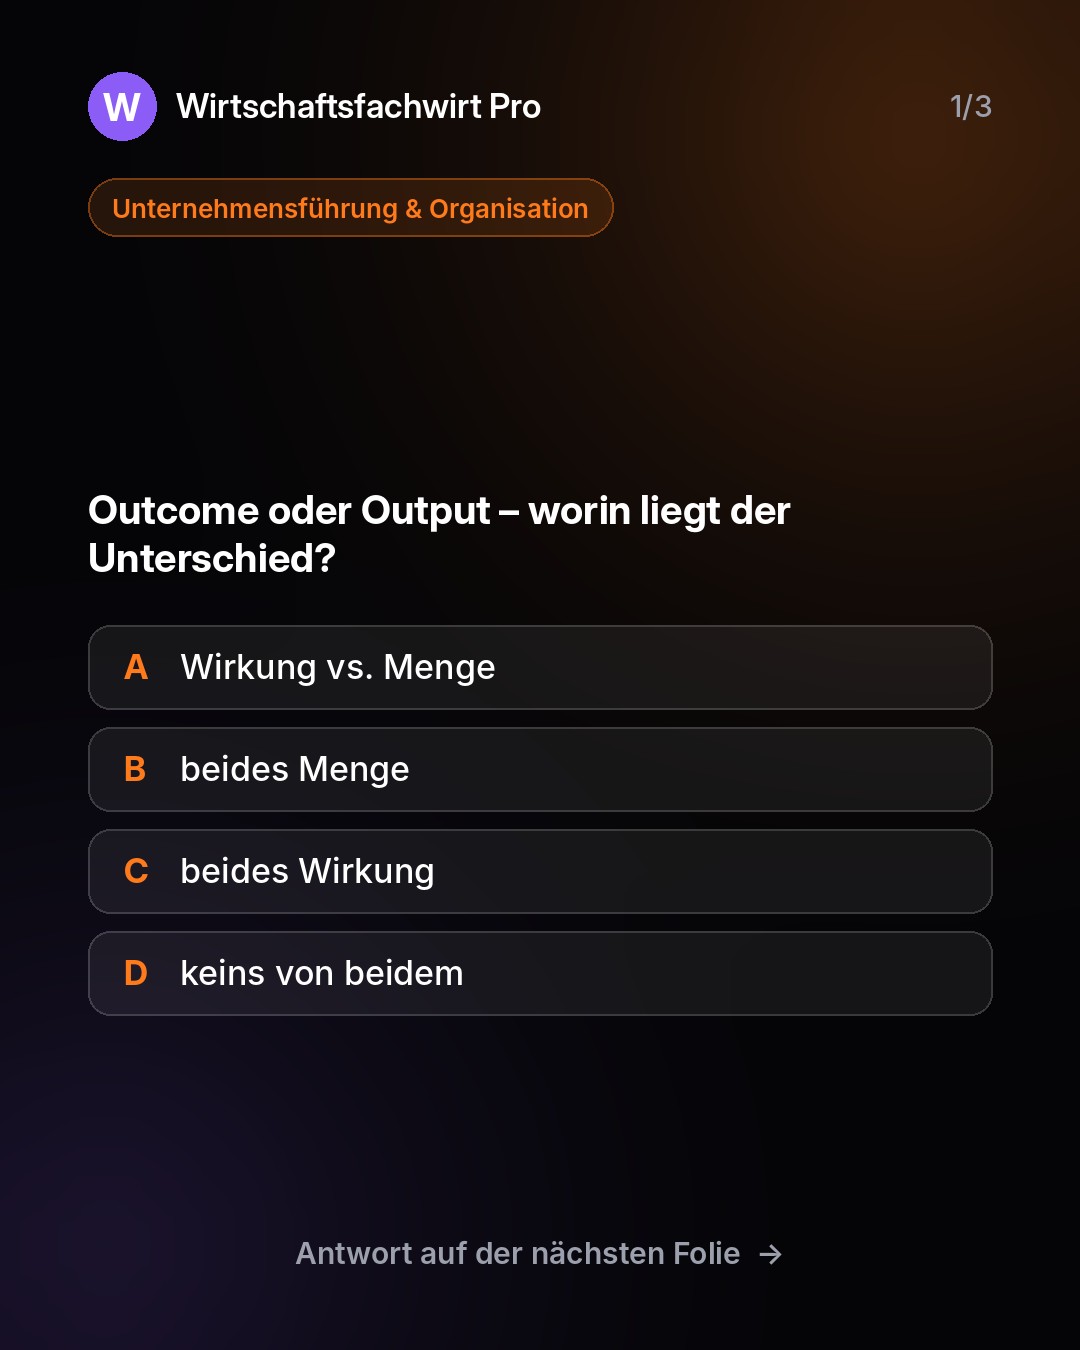 W Wirtschaftsfachwirt Pro 1/3
Unternehmensführung & Organisation
Outcome oder Output – worin liegt der
Unterschied?
A Wirkung vs. Menge
B beides Menge
C beides Wirkung
D keins von beidem
Antwort auf der nächsten Folie →